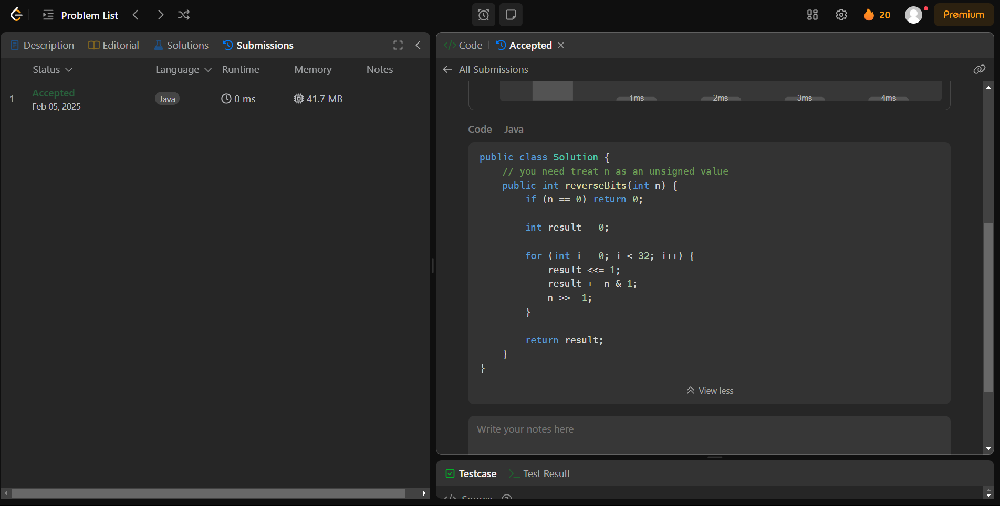 Problem List
20
Premium
Description
Editorial
Solutions
Submissions
Status
Language
Runtime
Memory
Notes
1
Accepted
Java
0 ms
41.7 MB
Feb 05, 2025
</> Code
Accepted
All Submissions
1ms
2ms
3ms
4ms
Code
Java
public class Solution {
// you need treat n as an unsigned value
public int reverseBits(int n) {
if (n == 0) return 0;
int result = 0;
for (int i = 0; i < 32; i++) {
result <<= 1;
result += n & 1;
n >>= 1;
}
return result;
}
}
View less
Write your notes here
Testcase
>_ Test Result
</> Source ?